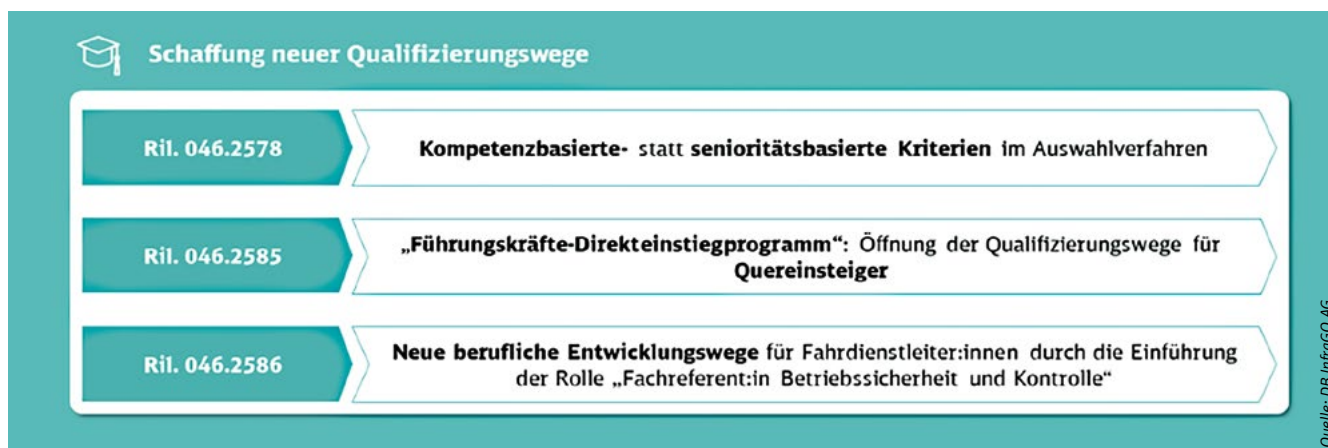 Schaffung neuer Qualifizierungswege
Ril. 046.2578
Kompetenzbasierte- statt senioritätsbasierte Kriterien im Auswahlverfahren
Ril. 046.2585
„Führungskräfte-Direkteinstiegprogramm“: Öffnung der Qualifizierungswege für
Quereinsteiger
Ril. 046.2586
Neue berufliche Entwicklungswege für Fahrdienstleiter:innen durch die Einführung
der Rolle „Fachreferent:in Betriebssicherheit und Kontrolle“
Quelle: DB InfraGO AG